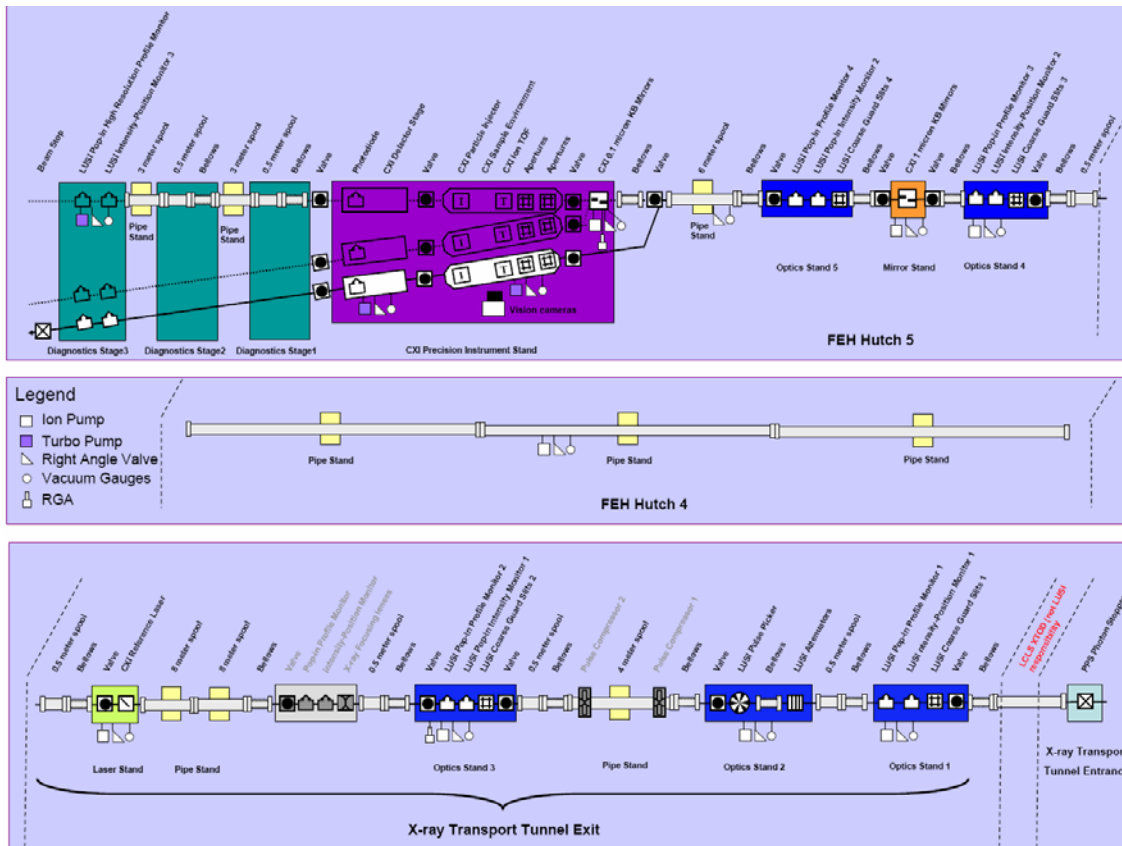 Beam Stop
LUSI Pop-In High Resolution Profile Monitor
LUSI Intensity-Position Monitor 3
3 meter spool
0.5 meter spool
Bellows
3 meter spool
0.5 meter spool
Bellows
Valve
Photodiode
CXI Detector Stage
Valve
CXI Particle Injector
CXI Sample Environment
CXI Ion TOF
Apertures
Apertures
Valve
CXI 0.1 micron KB Mirrors
Bellows
Valve
6 meter spool
Bellows
LUSI Pop-In Profile Monitor 4
LUSI Pop-In Intensity Monitor 2
LUSI Coarse Guard Slits 4
Bellows
Valve
CXI 1 micron KB Mirrors
Valve
Bellows
LUSI Pop-In Profile Monitor 3
LUSI Intensity-Position Monitor 2
LUSI Coarse Guard Slits 3
Valve
Bellows
0.5 meter spool
Pipe
Stand
Pipe
Stand
Pipe
Stand
I
T
I
T
I
T
Optics Stand 5
Mirror Stand
Optics Stand 4
Vision cameras
FEH Hutch 5
Diagnostics Stage3
Diagnostics Stage2
Diagnostics Stage1
CXI Precision Instrument Stand
Legend
Ion Pump
Turbo Pump
Right Angle Valve
Vacuum Gauges
RGA
Pipe Stand
Pipe Stand
Pipe Stand
FEH Hutch 4
0.5 meter spool
Bellows
Valve
CXI Reference Laser
8 meter spool
8 meter spool
Bellows
Valve
Pop-in Profile Monitor
Intensity-Position Monitor
X-ray Focusing lenses
0.5 meter spool
Bellows
Valve
LUSI Pop-In Profile Monitor 2
LUSI Pop-In Intensity Monitor 1
LUSI Coarse Guard Slits 2
Valve
0.5 meter spool
Bellows
Pulse Compressor 2
4 meter spool
Pulse Compressor 1
Bellows
Valve
LUSI Pulse Picker
Bellows
LUSI Attenuators
0.5 meter spool
Bellows
LUSI Pop-In Profile Monitor 1
LUSI Intensity-Position Monitor 1
LUSI Coarse Guard Slits 1
Valve
Bellows
LCLS XTOD (not LUSI
responsibility
PPS Photon Stopper
Laser Stand
Pipe Stand
Optics Stand 3
Pipe Stand
Optics Stand 2
Optics Stand 1
X-ray Transpor
Tunnel Entranc
X-ray Transport Tunnel Exit